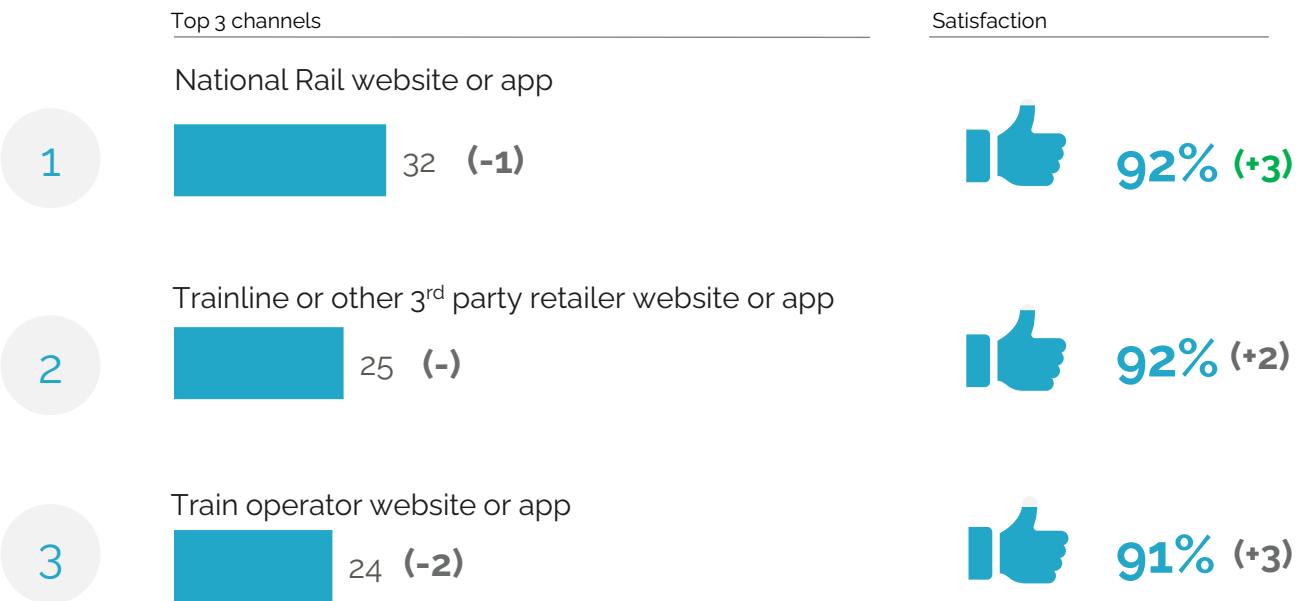 Top 3 channels
Satisfaction
National Rail website or app
1
32 (-1)
92% (+3)
Trainline or other 3rd party retailer website or app
2
25 (-)
92% (+2)
Train operator website or app
3
24 (-2)
91% (+3)